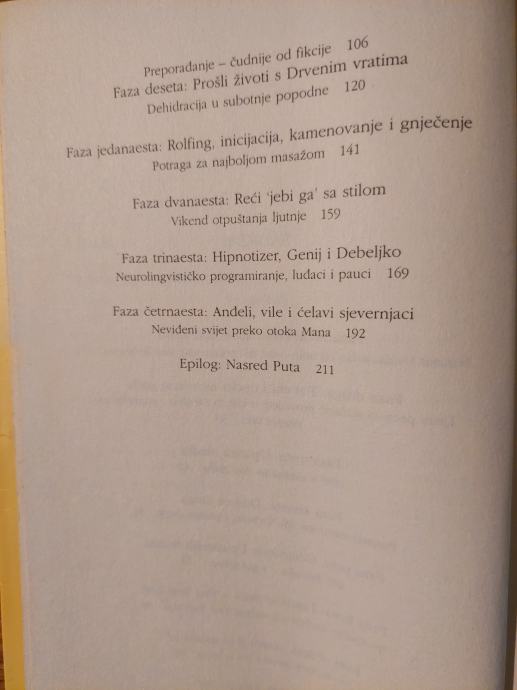 Preporađanje – čudnije od fikcije 106
Faza deseta: Prošli životi s Drvenim vratima
Dehidracija u subotnje popodne 120
Faza jedanaesta: Rolfing, inicijacija, kamenovanje i gnječenje
Potraga za najboljom masažom 141
Faza dvanaesta: Reći 'jebi ga' sa stilom
Vikend otpuštanja ljutnje 159
Faza trinaesta: Hipnotizer, Genij i Debeljko
Neurolingvističko programiranje, luđaci i pauci 169
Faza četrnaesta: Anđeli, vile i ćelavi sjevernjaci
Neviđeni svijet preko otoka Mana 192
Epilog: Nasred Puta 211